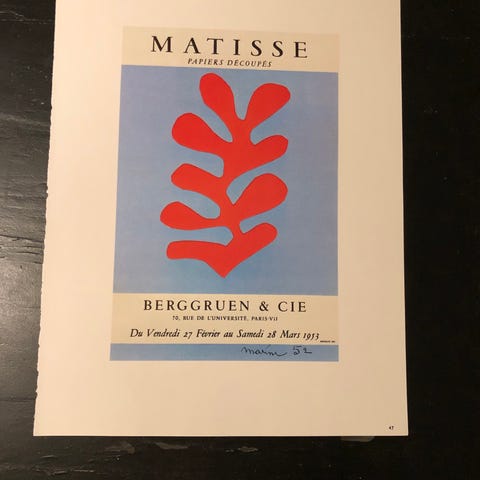 MATISSE
PAPIERS DÉCOUPÉS
BERGGRUEN & CIE
70, RUE DE L'UNIVERSITÉ, PARIS-VII
Du Vendredi 27 Février au Samedi 28 Mars 1953
52
47